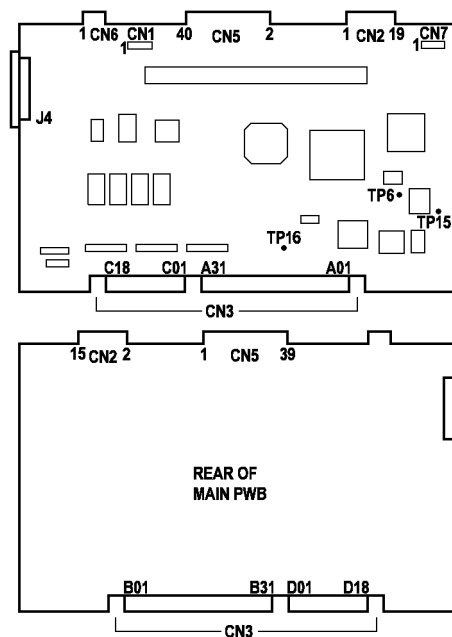 1 CN6 CN1 40 CN5 2 1 CN2 19 CN7
1 1
J4
TP6
TP15
TP16
C18 C01 A31 A01
CN3
15 CN2 2 1 CN5 39
REAR OF
MAIN PWB
B01 B31 D01 D18
CN3